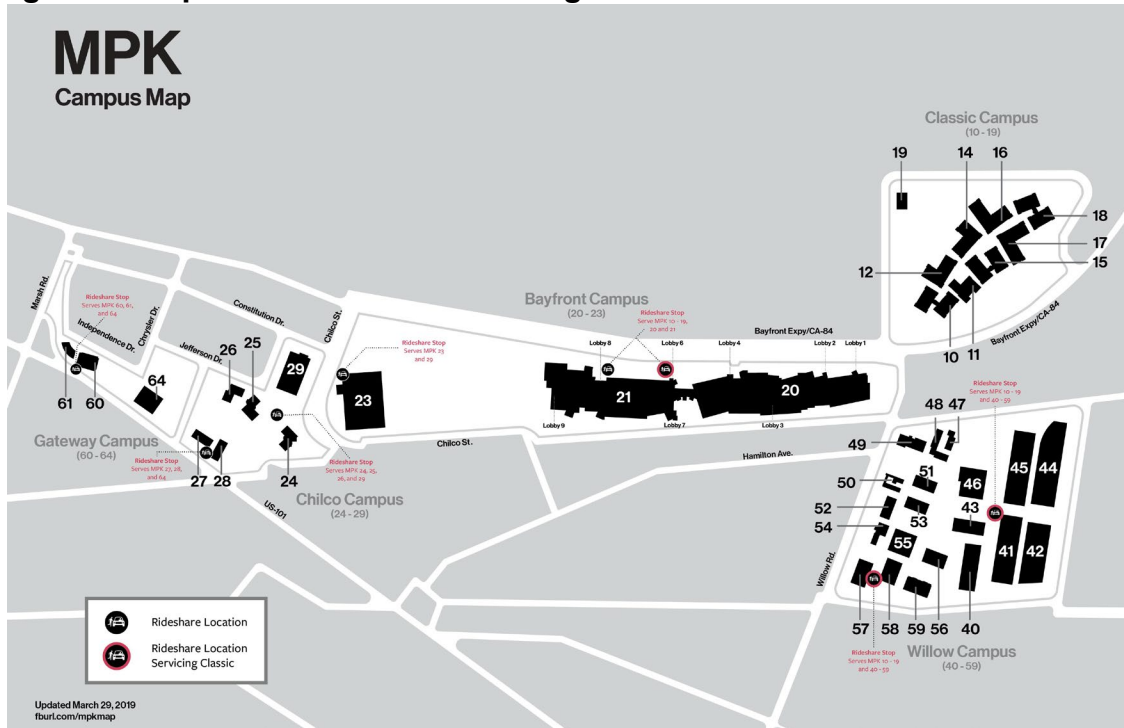 MPK
Campus Map
Classic Campus
(10 - 19)
19
14
16
18
17
15
12
10
11
Bayfront Expy/CA-84
Marsh Rd.
Rideshare Stop
Serves MPK 60, 61,
and 64
Independence Dr.
Chrysler Dr.
Constitution Dr.
Jefferson Dr.
Chilco St.
26
25
29
61
60
64
Gateway Campus
(60 - 64)
Rideshare Stop
Serves MPK 27, 28,
and 64
27
28
24
Rideshare Stop
Serves MPK 24, 25,
26, and 29
Chilco Campus
(24 - 29)
US-101
Rideshare Stop
Serves MPK 23
and 29
23
Chilco St.
Bayfront Campus
(20 - 23)
Rideshare Stop
Serve MPK 10 - 19,
20 and 21
Bayfront Expy/CA-84
Lobby 8
Lobby 6
Lobby 4
Lobby 2
Lobby 1
21
20
Lobby 9
Lobby 7
Lobby 3
Hamilton Ave.
Willow Rd.
Rideshare Stop
Serves MPK 10 - 19
and 40 - 59
48
47
49
50
51
46
45
44
52
53
43
54
55
41
42
57
58
59
56
40
Rideshare Stop
Serves MPK 10 - 19
and 40 - 59
Willow Campus
(40 - 59)
Rideshare Location
Rideshare Location
Servicing Classic
Updated March 29, 2019
fburl.com/mpkmap